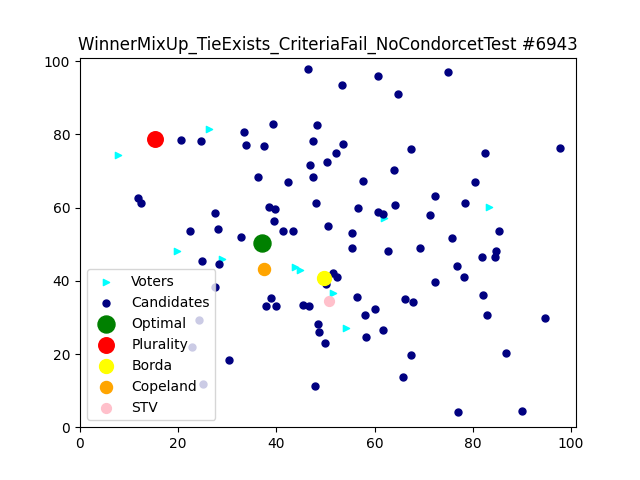 WinnerMixUp_TieExists_CriteriaFail_NoCondorcetTest #6943
100
80
60
40
20
0
Voters
Candidates
Optimal
Plurality
Borda
Copeland
STV
0 20 40 60 80 100